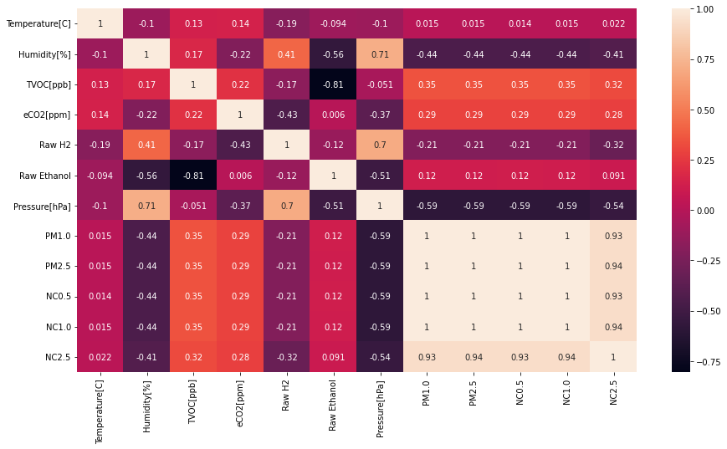 Temperature[C] 1 -0.1 0.13 0.14 -0.19 -0.094 -0.1 0.015 0.015 0.014 0.015 0.022
Humidity[%] -0.1 1 0.17 -0.22 0.41 -0.56 0.71 -0.44 -0.44 -0.44 -0.44 -0.41
TVOC[ppb] 0.13 0.17 1 0.22 -0.17 -0.81 -0.051 0.35 0.35 0.35 0.35 0.32
eCO2[ppm] 0.14 -0.22 0.22 1 -0.43 0.006 -0.37 0.29 0.29 0.29 0.29 0.28
Raw H2 -0.19 0.41 -0.17 -0.43 1 -0.12 0.7 -0.21 -0.21 -0.21 -0.21 -0.32
Raw Ethanol -0.094 -0.56 -0.81 0.006 -0.12 1 -0.51 0.12 0.12 0.12 0.12 0.091
Pressure[hPa] -0.1 0.71 -0.051 -0.37 0.7 -0.51 1 -0.59 -0.59 -0.59 -0.59 -0.54
PM1.0 0.015 -0.44 0.35 0.29 -0.21 0.12 -0.59 1 1 1 1 0.93
PM2.5 0.015 -0.44 0.35 0.29 -0.21 0.12 -0.59 1 1 1 1 0.94
NC0.5 0.014 -0.44 0.35 0.29 -0.21 0.12 -0.59 1 1 1 1 0.93
NC1.0 0.015 -0.44 0.35 0.29 -0.21 0.12 -0.59 1 1 1 1 0.94
NC2.5 0.022 -0.41 0.32 0.28 -0.32 0.091 -0.54 0.93 0.94 0.93 0.94 1
Temperature[C]
Humidity[%]
TVOC[ppb]
eCO2[ppm]
Raw H2
Raw Ethanol
Pressure[hPa]
PM1.0
PM2.5
NC0.5
NC1.0
NC2.5
1.00
0.75
0.50
0.25
0.00
−0.25
−0.50
−0.75